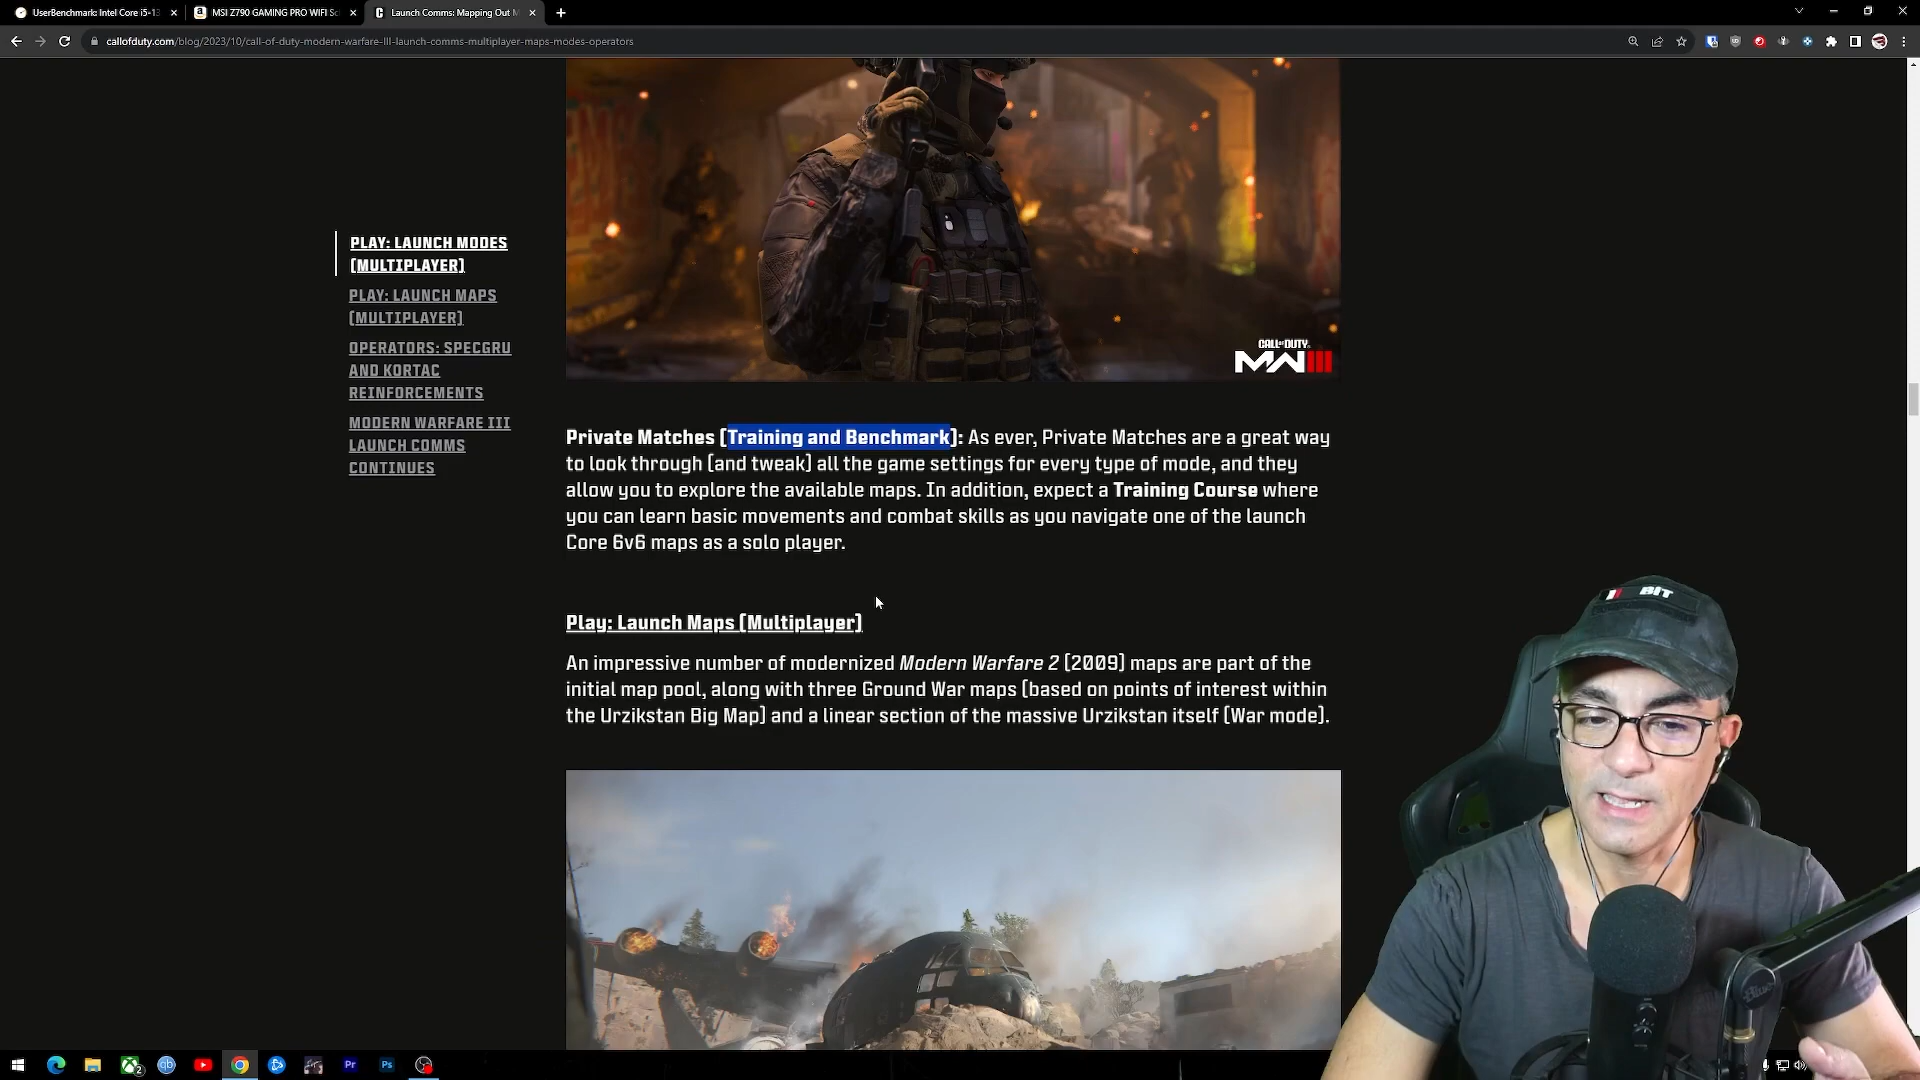 UserBenchmark: Intel Core i5-13
MSI Z790 GAMING PRO WIFI So
Launch Comms: Mapping Out M
callofduty.com/blog/2023/10/call-of-duty-modern-warfare-III-launch-comms-multiplayer-maps-modes-operators
PLAY: LAUNCH MODES
[MULTIPLAYER]
PLAY: LAUNCH MAPS
[MULTIPLAYER]
OPERATORS: SPECGRU
AND KORTAC
REINFORCEMENTS
MODERN WARFARE III
LAUNCH COMMS
CONTINUES
CALL OF DUTY
MWIII
Private Matches [Training and Benchmark]: As ever, Private Matches are a great way
to look through [and tweak] all the game settings for every type of mode, and they
allow you to explore the available maps. In addition, expect a Training Course where
you can learn basic movements and combat skills as you navigate one of the launch
Core 6v6 maps as a solo player.
Play: Launch Maps [Multiplayer]
An impressive number of modernized Modern Warfare 2 [2009] maps are part of the
initial map pool, along with three Ground War maps [based on points of interest within
the Urzikstan Big Map] and a linear section of the massive Urzikstan itself [War mode].
BIT
Blue
2
qb
Pr
Ps